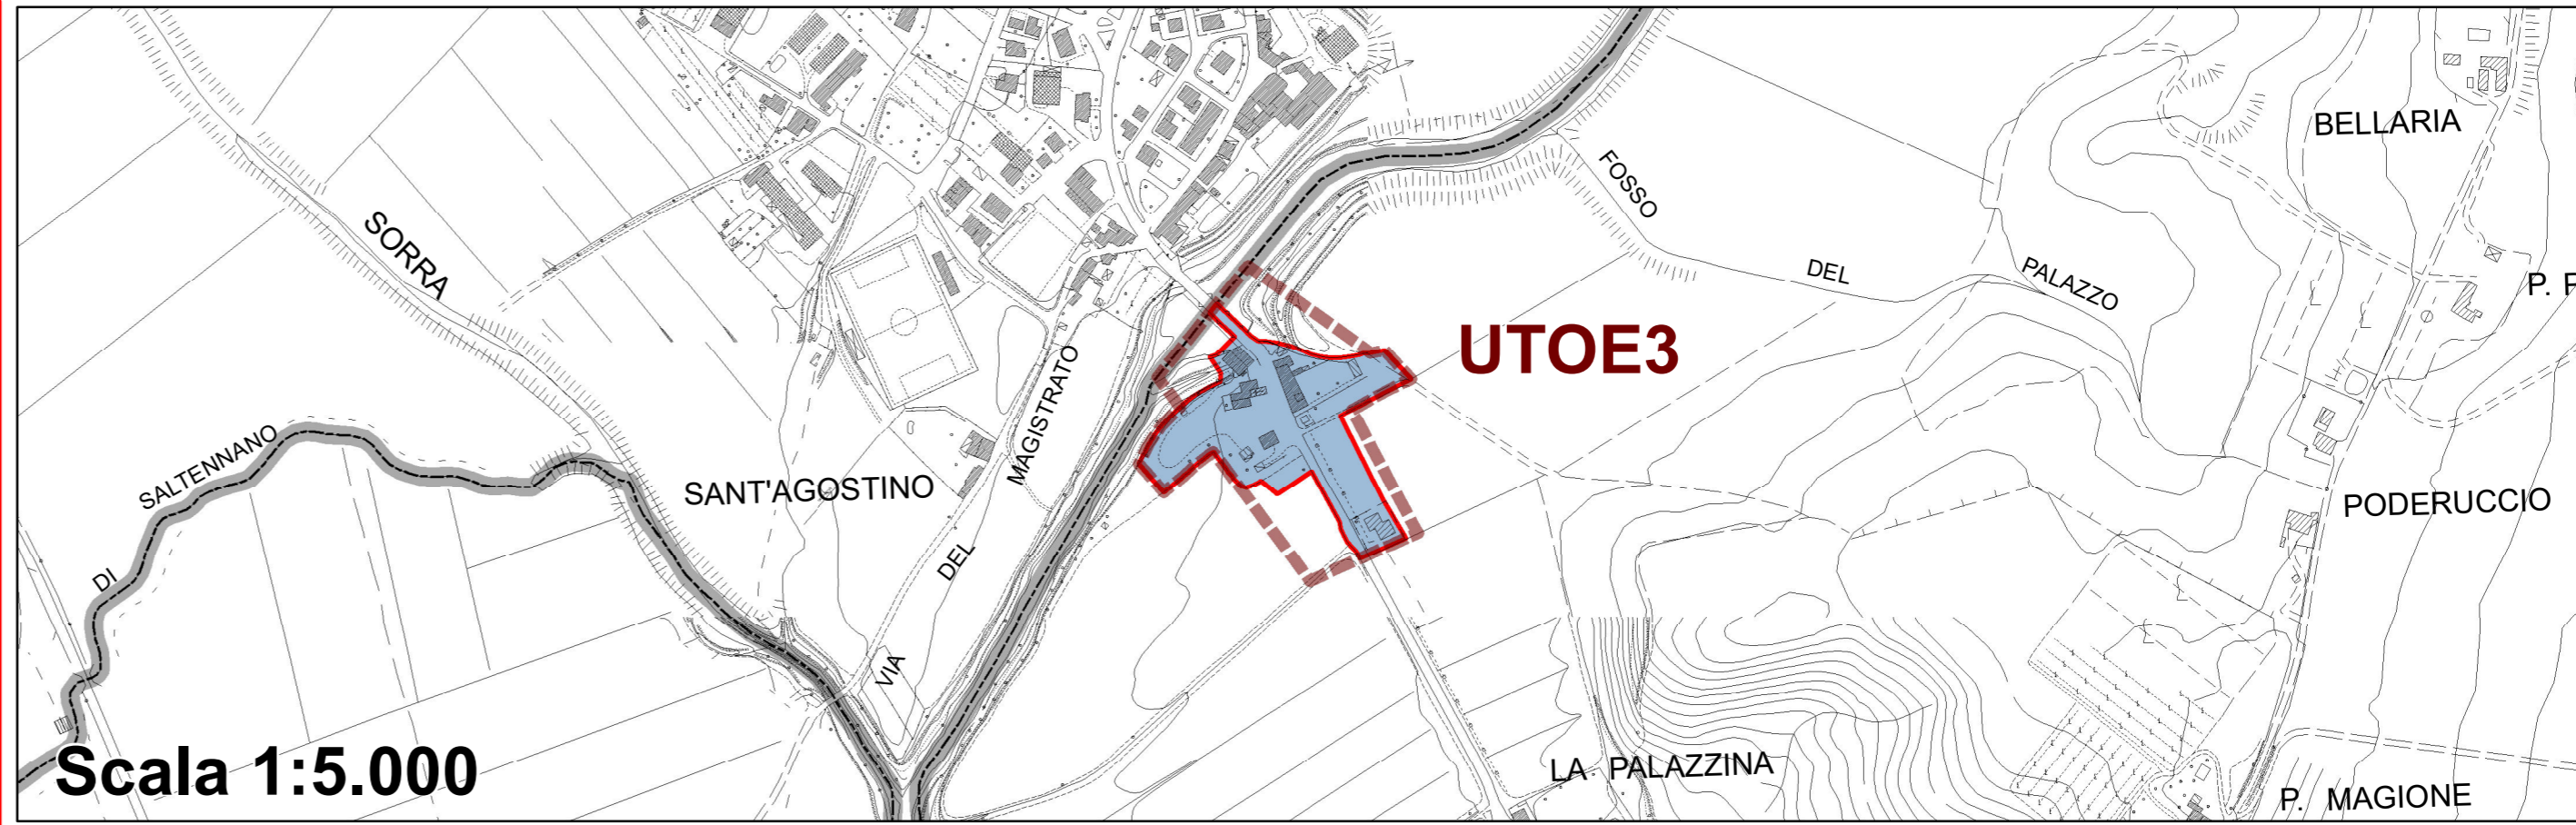 BELLARIA
FOSSO
DEL
PALAZZO
SORRA
P.
UTOE3
MAGISTRATO
SALTENNANO
SANT'AGOSTINO
PODERUCCIO
DEL
DI
VIA
Scala 1:5.000
LA PALAZZINA
P. MAGIONE